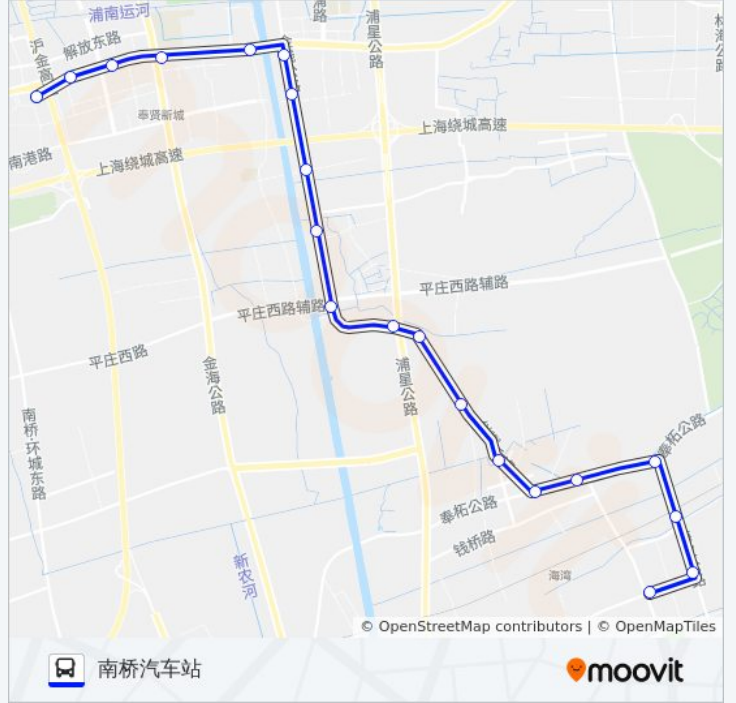 浦南运河
解放东路
沪金高
浦星公路
奉贤新城
上海绕城高速
南港路
上海绕城高速
平庄西路辅路
平庄西路辅路
平庄西路
金海公路
浦星公路
南桥·环城东路
奉柘公路
奉柘公路
钱桥路
新农河
海湾
© OpenStreetMap contributors | © OpenMapTiles
南桥汽车站
moovit